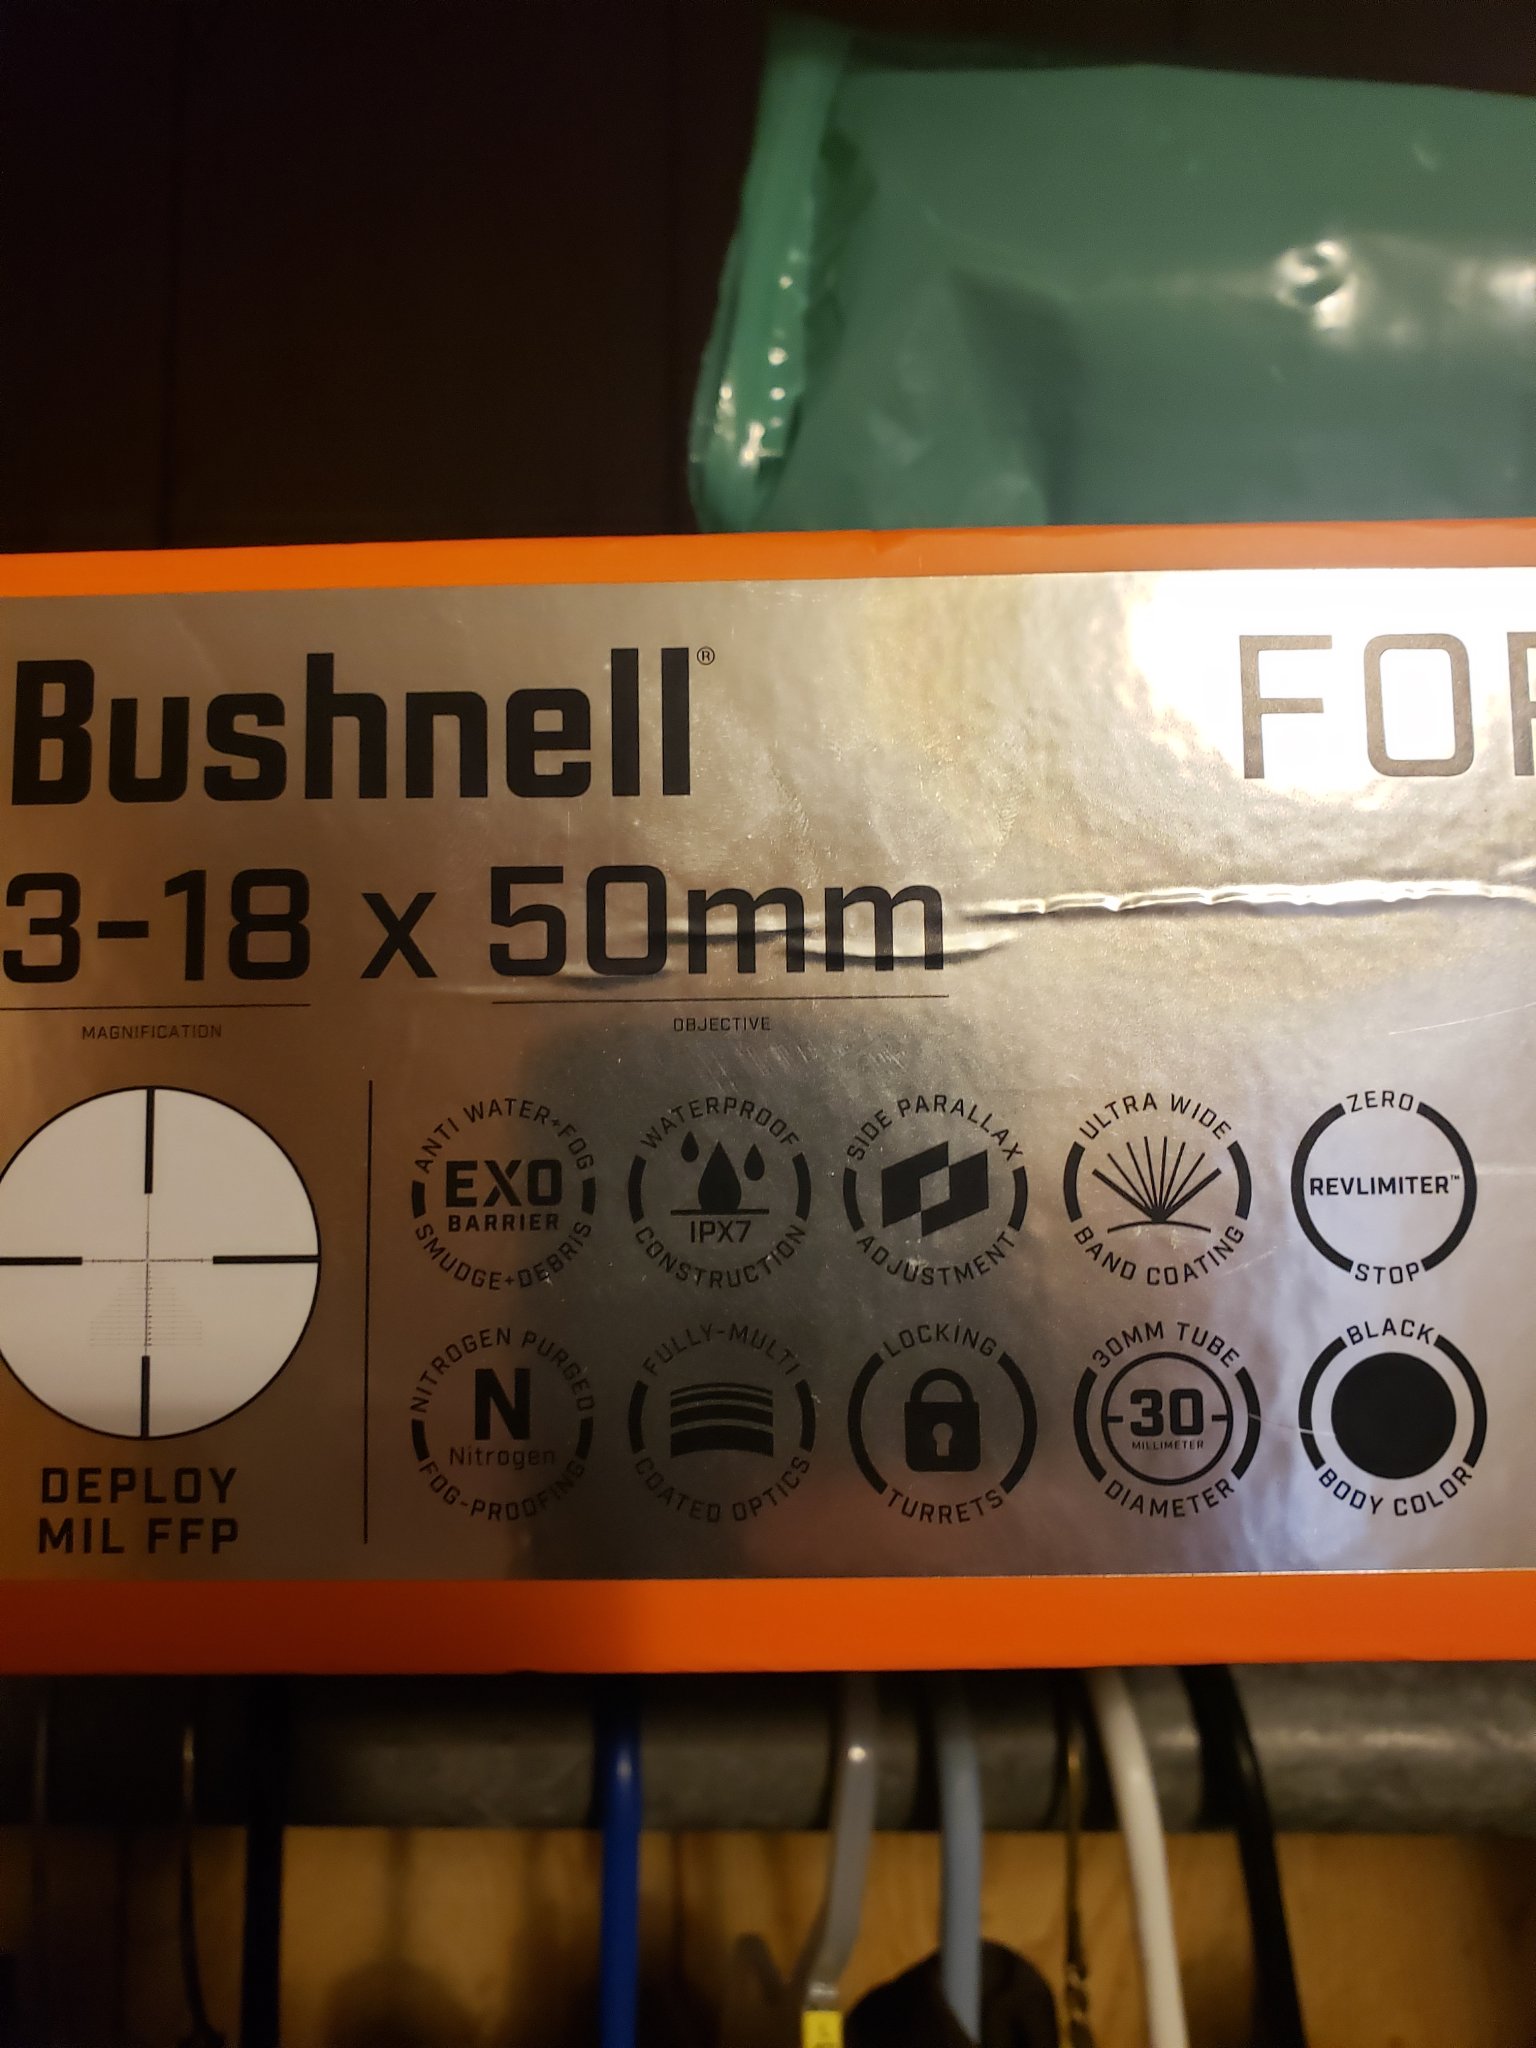 Bushnell® FOR
3-18 x 50mm
MAGNIFICATION OBJECTIVE
ANTI WATER+FOG
EXO
BARRIER
SMUDGE+DEBRIS
WATERPROOF
IPX7
CONSTRUCTION
SIDE PARALLAX
ADJUSTMENT
ULTRA WIDE
BAND COATING
ZERO
REVLIMITER™
STOP
NITROGEN PURGED
N
Nitrogen
FOG-PROOFING
FULLY-MULTI
COATED OPTICS
LOCKING
TURRETS
30MM TUBE
30
MILLIMETER
DIAMETER
BLACK
BODY COLOR
DEPLOY
MIL FFP